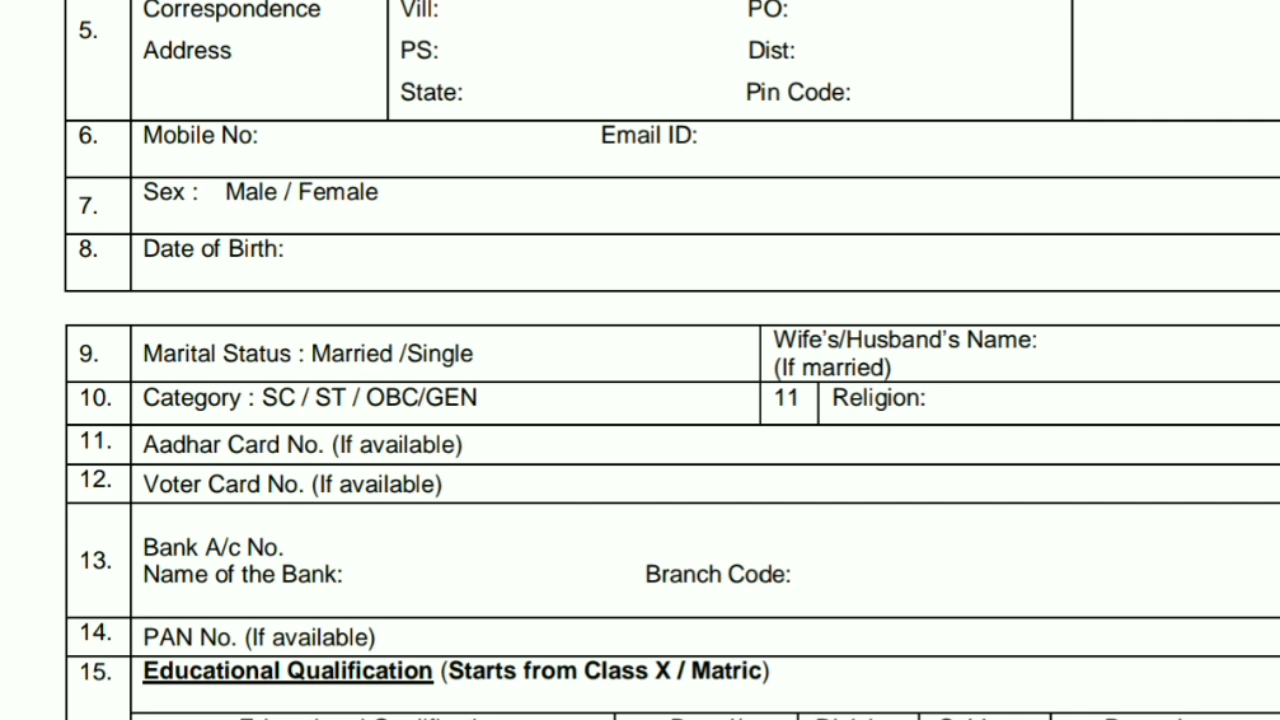 5.
Correspondence
Vill:
PO:
Address
PS:
Dist:
State:
Pin Code:
6. Mobile No: Email ID:
7. Sex : Male / Female
8. Date of Birth:
9. Marital Status : Married /Single
Wife's/Husband's Name:
(If married)
10. Category : SC / ST / OBC/GEN 11 Religion:
11. Aadhar Card No. (If available)
12. Voter Card No. (If available)
13.
Bank A/c No.
Name of the Bank: Branch Code:
14. PAN No. (If available)
15. Educational Qualification (Starts from Class X / Matric)